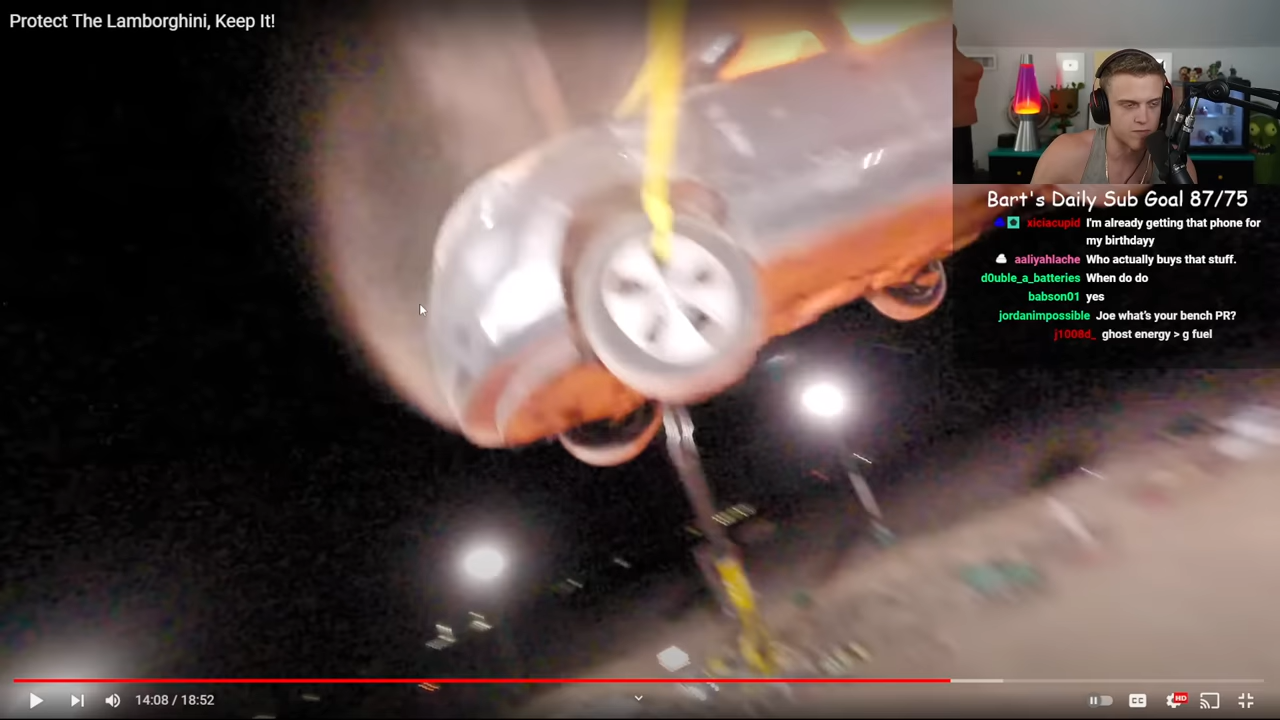 Protect The Lamborghini, Keep It!
Bart's Daily Sub Goal 87/75
xiciacupid I'm already getting that phone for
my birthdayy
aaliyahlache Who actually buys that stuff.
d0uble_a_batteries When do do
babson01 yes
jordanimpossible Joe what's your bench PR?
j1008d_ ghost energy > g fuel
14:08 / 18:52
CC
HD